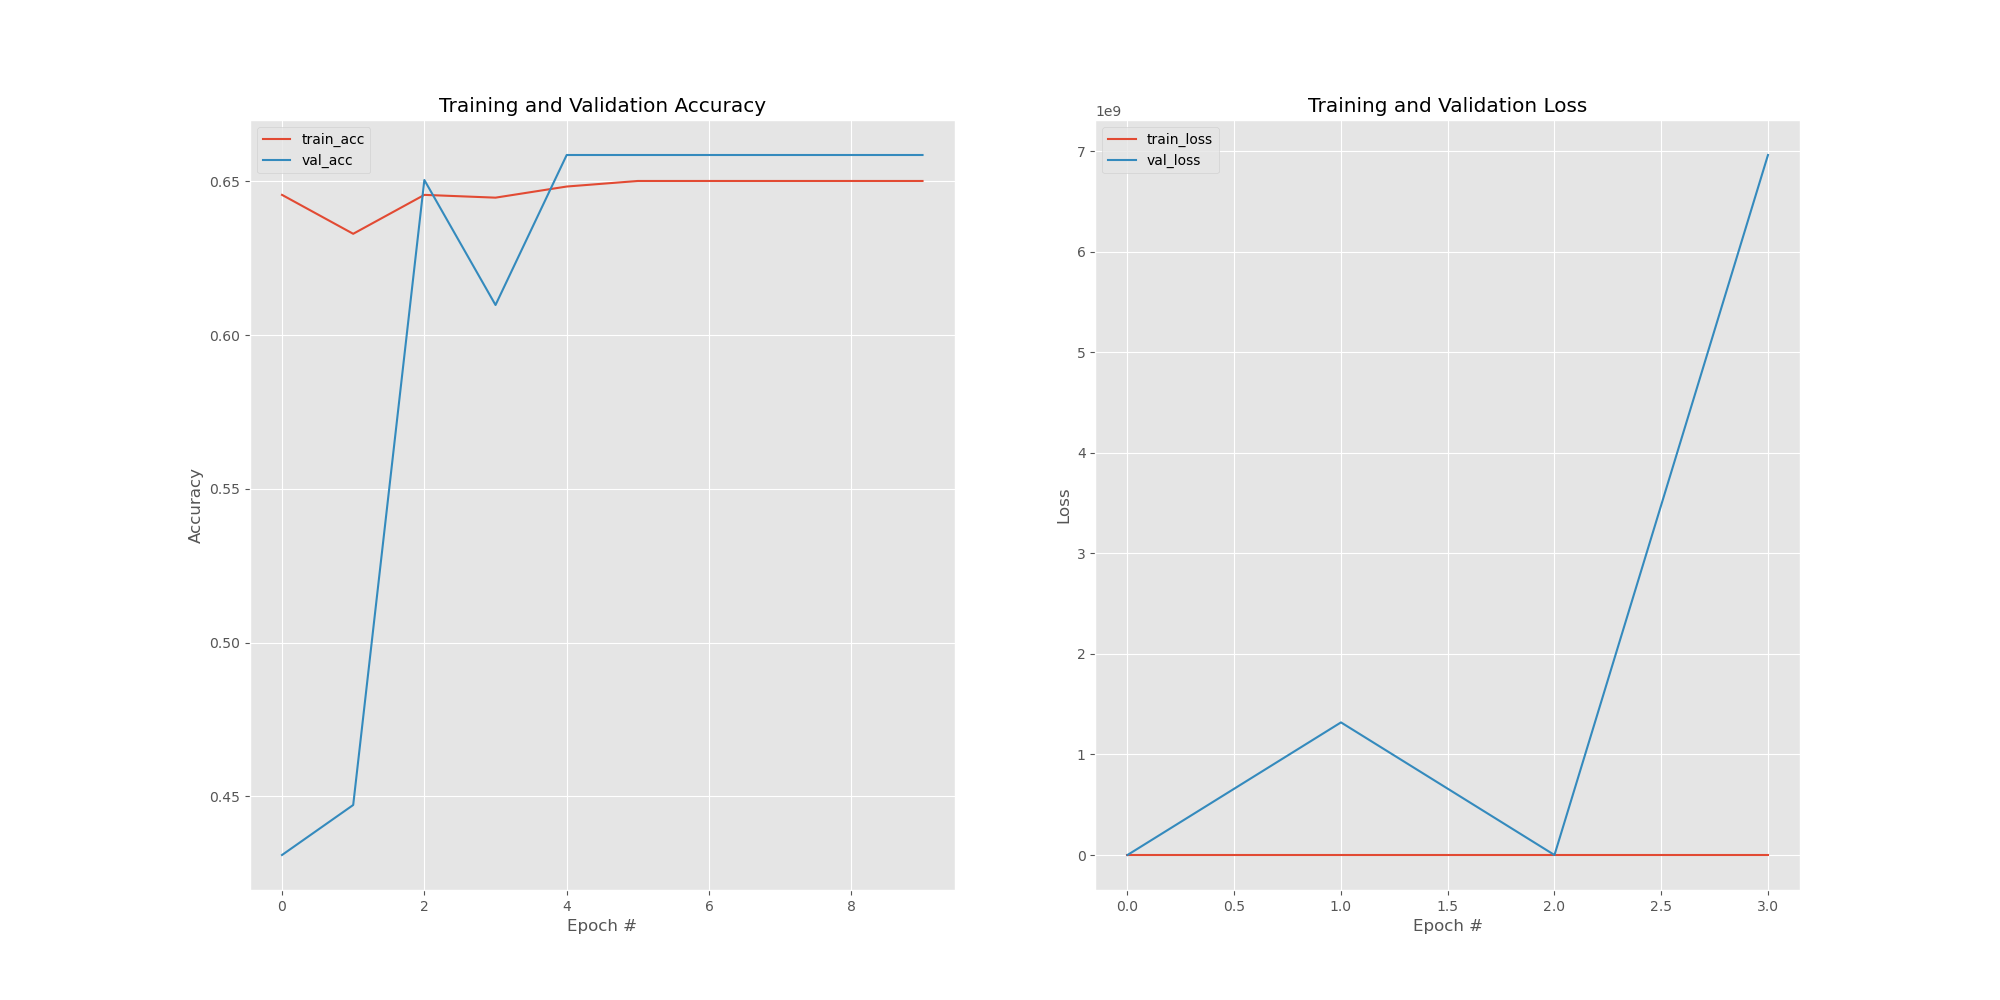 Training and Validation Accuracy
train_acc
val_acc
0.65
0.60
0.55
0.50
0.45
Accuracy
0 2 4 6 8
Epoch #
Training and Validation Loss
1e9
train_loss
val_loss
7
6
5
4
3
2
1
0
Loss
0.0 0.5 1.0 1.5 2.0 2.5 3.0
Epoch #